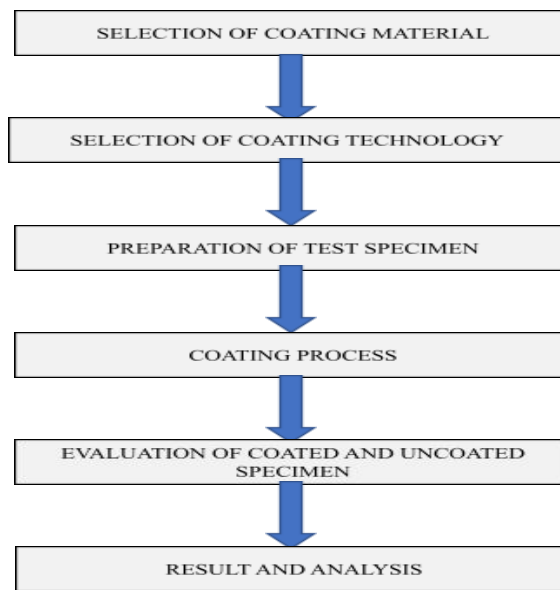 SELECTION OF COATING MATERIAL
SELECTION OF COATING TECHNOLOGY
PREPARATION OF TEST SPECIMEN
COATING PROCESS
EVALUATION OF COATED AND UNCOATED
SPECIMEN
RESULT AND ANALYSIS